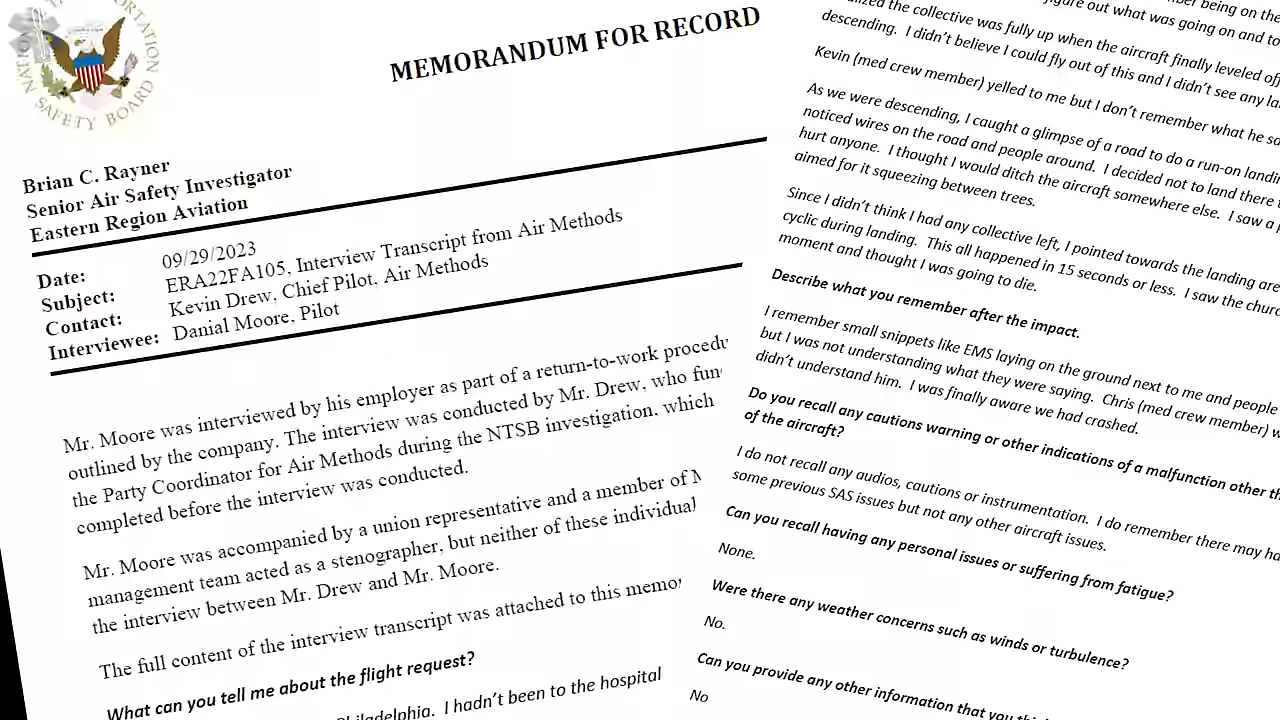 MEMORANDUM FOR RECORD
SAFETY BOARD
Brian C. Rayner
Senior Air Safety Investigator
Eastern Region Aviation
Date: 09/29/2023
Subject: ERA22FA105, Interview Transcript from Air Methods
Contact: Kevin Drew, Chief Pilot, Air Methods
Interviewee: Danial Moore, Pilot
Mr. Moore was interviewed by his employer as part of a return-to-work
outlined by the company. The interview was conducted by Mr. Drew, who
the Party Coordinator for Air Methods during the NTSB investigation, which
completed before the interview was conducted.
Mr. Moore was accompanied by a union representative and a member of
management team acted as a stenographer, but neither of these
the interview between Mr. Drew and Mr. Moore.
The full content of the interview transcript was attached to this
What can you tell me about the flight request?
I hadn't been to the hospital
being on the
figure out what was going on and to
the collective was fully up when the aircraft finally leveled
descending. I didn't believe I could fly out of this and I didn't see any
Kevin (med crew member) yelled to me but I don't remember what he
As we were descending, I caught a glimpse of a road to do a run-on
noticed wires on the road and people around. I decided not to land there
hurt anyone. I thought I would ditch the aircraft somewhere else. I saw a
aimed for it squeezing between trees.
Since I didn't think I had any collective left, I pointed towards the landing
cyclic during landing. This all happened in 15 seconds or less. I saw the
moment and thought I was going to die.
Describe what you remember after the impact.
I remember small snippets like EMS laying on the ground next to me and people
but I was not understanding what they were saying. Chris (med crew member)
didn't understand him. I was finally aware we had crashed.
Do you recall any cautions warning or other indications of a malfunction other
of the aircraft?
I do not recall any audios, cautions or instrumentation. I do remember there may
some previous SAS issues but not any other aircraft issues.
Can you recall having any personal issues or suffering from fatigue?
None.
Were there any weather concerns such as winds or turbulence?
No.
Can you provide any other information that you
No